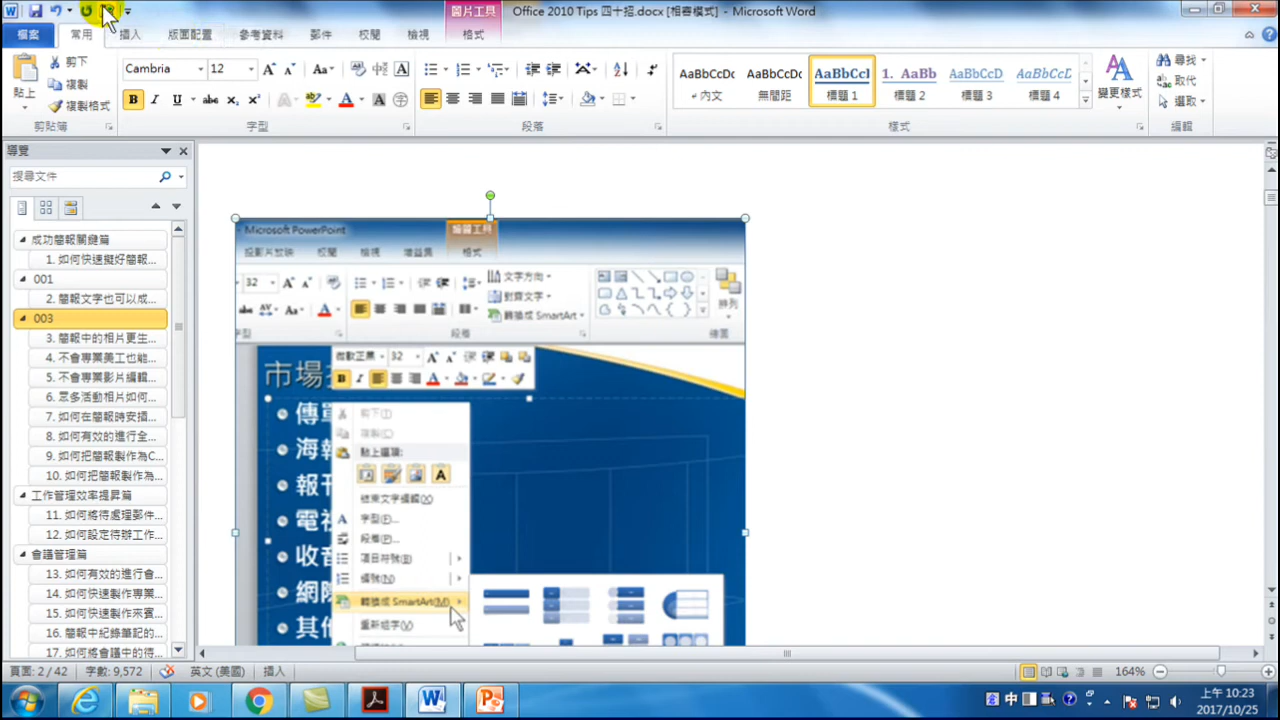 圖片工具
Office 2010 Tips 四十招.docx [相容模式] - Microsoft Word
檔案 常用 插入 版面配置 參考資料 郵件 校閱 檢視 格式
貼上
剪下
複製
複製格式
剪貼簿
Cambria 12
字型
段落
AaBbCcDc AaBbCcDc AaBbCcI 1. AaBb AaBbCcD AaBbCcDc
內文 無間距 標題 1 標題 2 標題 3 標題 4
變更樣式
樣式
尋找
取代
選取
編輯
導覽
搜尋文件
成功簡報關鍵篇
1. 如何快速擬好簡報...
001
2. 簡報文字也可以成...
003
3. 簡報中的相片更生...
4. 不會專業美工也能...
5. 不會專業影片編輯...
6. 眾多活動相片如何...
7. 如何在簡報時安插...
8. 如何有效的進行全...
9. 如何把簡報製作為C...
10. 如何把簡報製作為...
工作管理效率提昇篇
11. 如何將待處理郵件...
12. 如何設定待辦工作...
會議管理篇
13. 如何有效的進行會...
14. 如何快速製作專業...
15. 如何快速製作來賓...
16. 簡報中紀錄筆記的...
17. 將會議中的待...
Microsoft PowerPoint
繪圖工具
投影片放映 校閱 檢視 增益集 格式
32
文字方向
對齊文字
轉換成 SmartArt
段落
排列
繪圖
微軟正黑 32
市場
傳單
海報
報刊
電視
收音
網際
其他
剪下(T)
複製(C)
貼上選項:
結束文字編輯(X)
字型(F)...
段落(P)...
項目符號(B)
編號(N)
轉換成 SmartArt(M)
重新組字(V)
頁面: 2 / 42 字數: 9,572 英文 (美國) 插入 164%
中
上午 10:23
2017/10/25